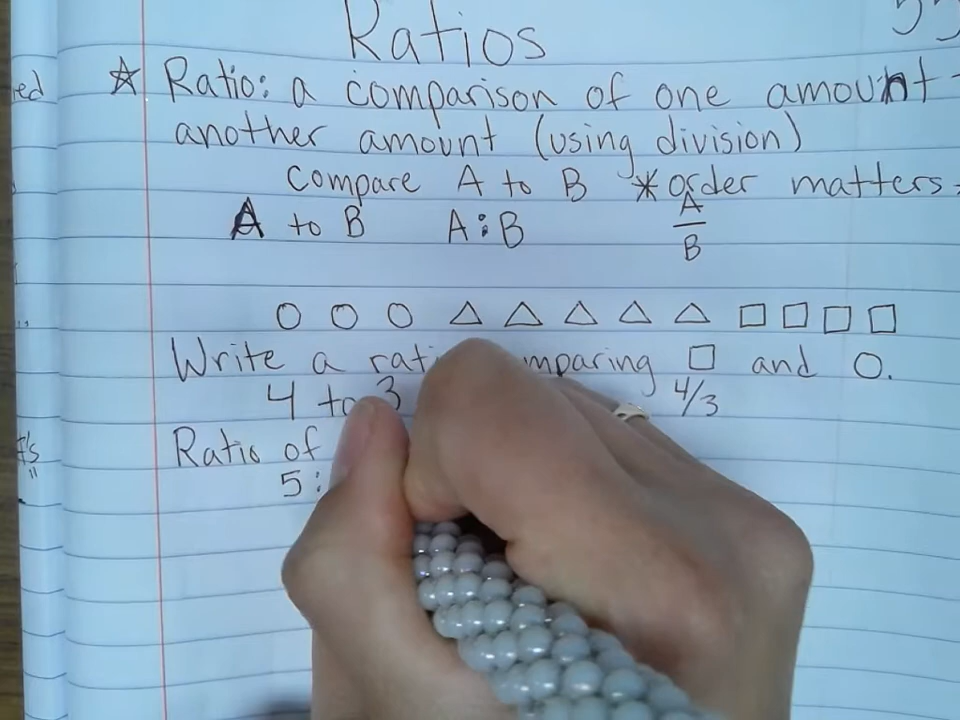 Ratios
ed ☆ Ratio: a comparison of one amount
another amount (using division)
Compare A to B *order matters
A to B A:B A/B
○ ○ ○ △ △ △ △ △ □ □ □ □
Write a □ and ○.
4 to 3 4/3
Ratio of
5: